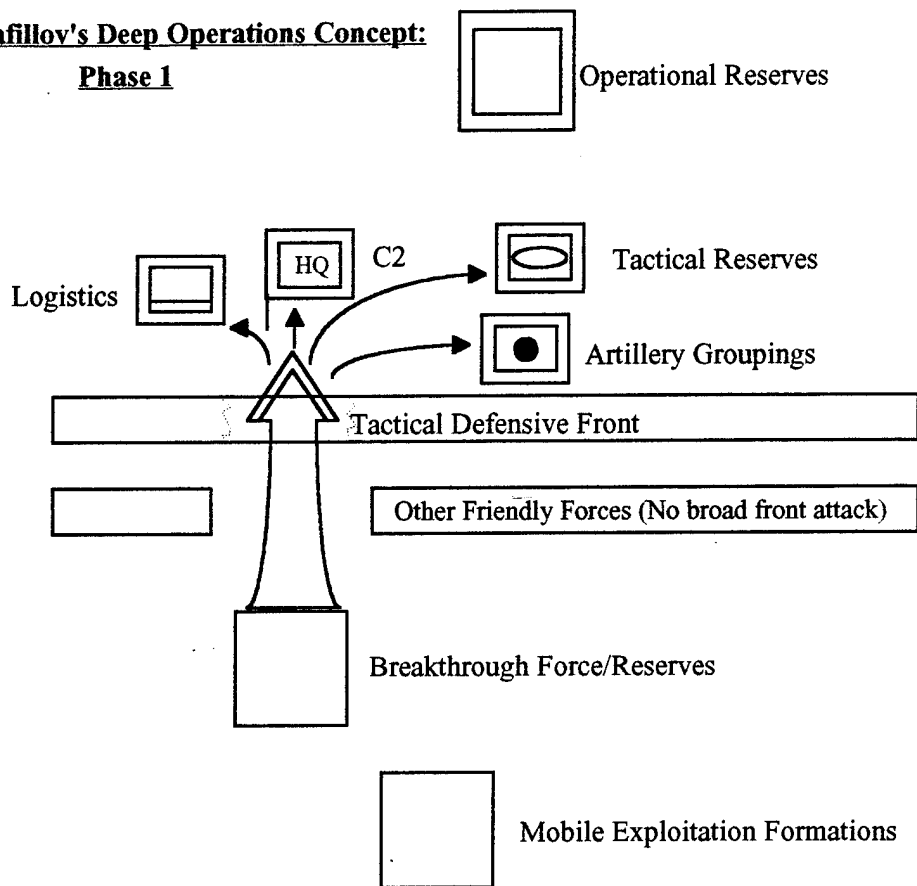 afillov's Deep Operations Concept:
Phase 1
Operational Reserves
HQ
C2
Tactical Reserves
Logistics
Artillery Groupings
Tactical Defensive Front
Other Friendly Forces (No broad front attack)
Breakthrough Force/Reserves
Mobile Exploitation Formations